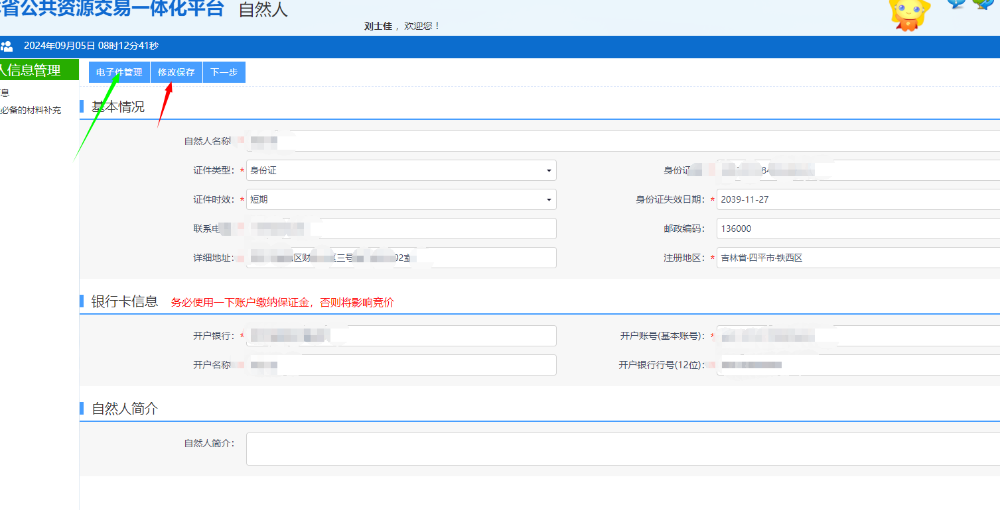 省公共资源交易一体化平台 自然人
刘士佳，欢迎您！
2024年09月05日 08时12分41秒
人信息管理
电子件管理 修改保存 下一步
息
必备的材料补充
基本情况
自然人名称
证件类型：* 身份证 身份证
证件时效：* 短期 身份证失效日期：* 2039-11-27
联系电 邮政编码： 136000
详细地址： 区财 区三号 02室 注册地区：* 吉林省·四平市·铁西区
银行卡信息 务必使用一下账户缴纳保证金，否则将影响竞价
开户银行：* 开户账号(基本账号)：*
开户名称 开户银行行号(12位)：
自然人简介
自然人简介：